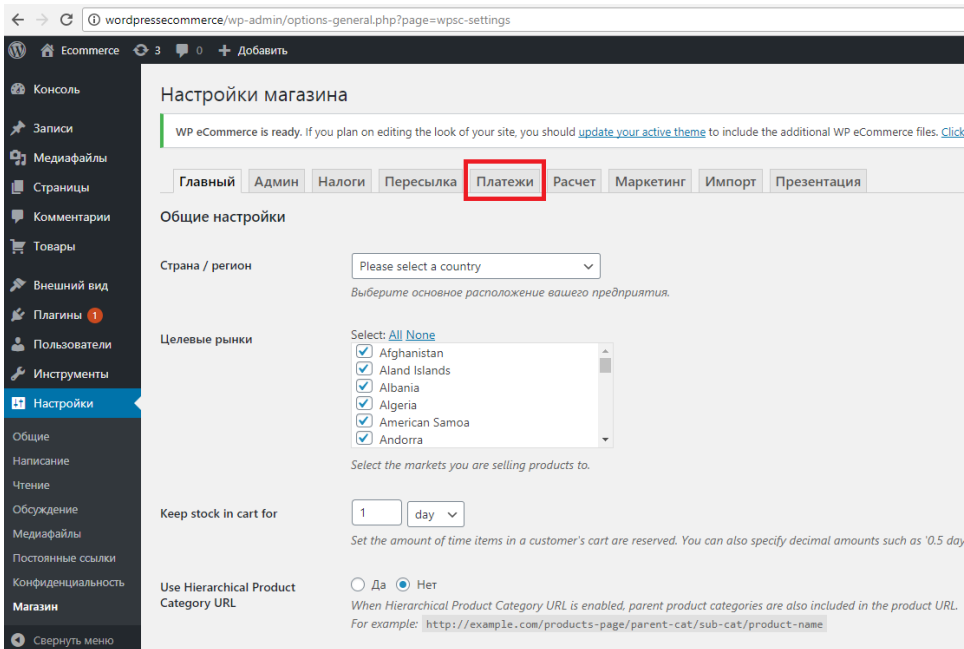 wordpressecommerce/wp-admin/options-general.php?page=wpsc-settings
Ecommerce 3 0 + Добавить
Консоль
Записи
Медиафайлы
Страницы
Комментарии
Товары
Внешний вид
Плагины 1
Пользователи
Инструменты
Настройки
Общие
Написание
Чтение
Обсуждение
Медиафайлы
Постоянные ссылки
Конфиденциальность
Магазин
Свернуть меню
Настройки магазина
WP eCommerce is ready. If you plan on editing the look of your site, you should update your active theme to include the additional WP eCommerce files. Click
Главный Админ Налоги Пересылка Платежи Расчет Маркетинг Импорт Презентация
Общие настройки
Страна / регион
Please select a country
Выберите основное расположение вашего предприятия.
Целевые рынки
Select: All None
Afghanistan
Aland Islands
Albania
Algeria
American Samoa
Andorra
Select the markets you are selling products to.
Keep stock in cart for
1 day
Set the amount of time items in a customer's cart are reserved. You can also specify decimal amounts such as '0.5 day
Use Hierarchical Product
Category URL
Да Нет
When Hierarchical Product Category URL is enabled, parent product categories are also included in the product URL.
For example: http://example.com/products-page/parent-cat/sub-cat/product-name